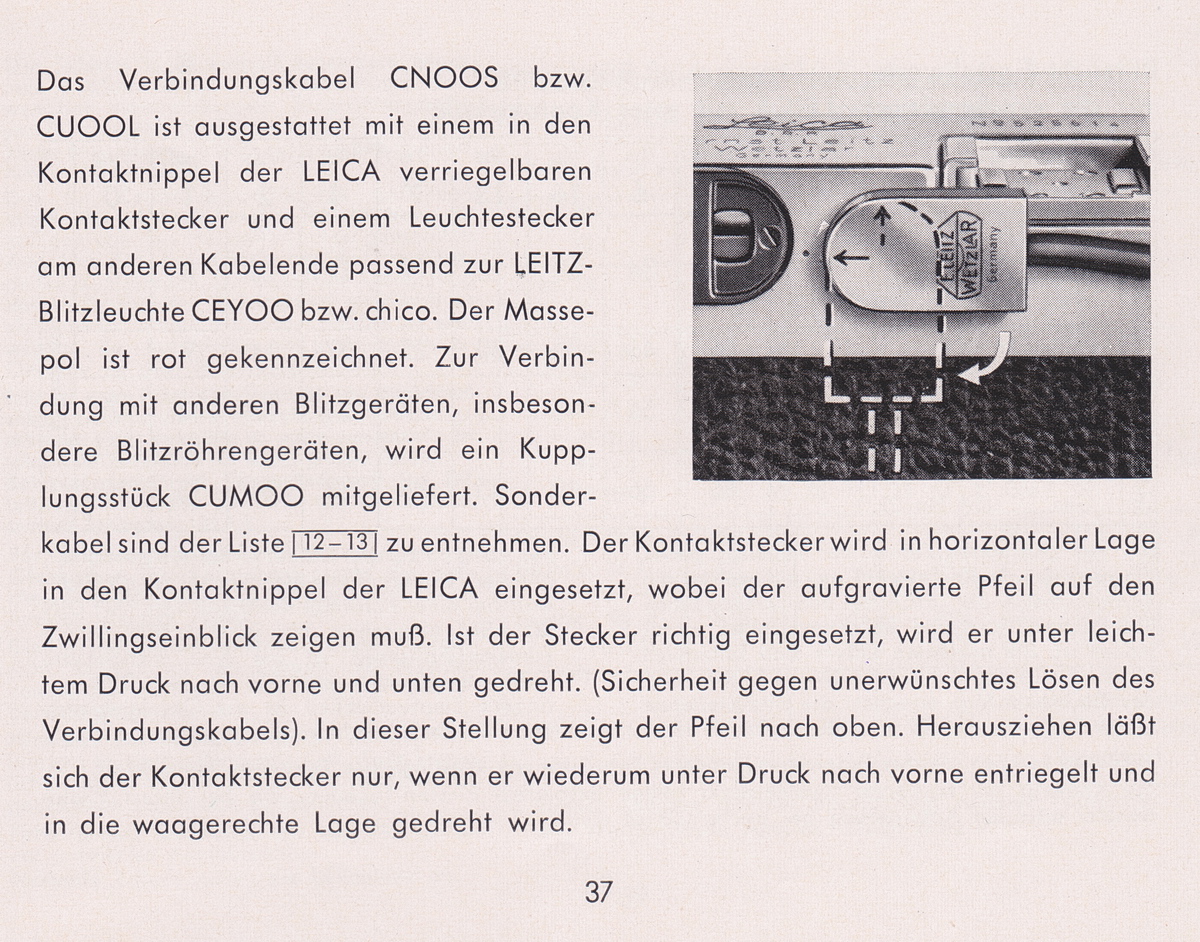 Das Verbindungskabel CNOOS bzw.
CUOOL ist ausgestattet mit einem in den
Kontaktnippel der LEICA verriegelbaren
Kontaktstecker und einem Leuchtestecker
am anderen Kabelende passend zur LEITZ-
Blitzleuchte CEYOO bzw. chico. Der Masse-
pol ist rot gekennzeichnet. Zur Verbin-
dung mit anderen Blitzgeräten, insbeson-
dere Blitzröhrengeräten, wird ein Kupp-
lungsstück CUMOO mitgeliefert. Sonder-
kabel sind der Liste |12–13| zu entnehmen. Der Kontaktstecker wird in horizontaler Lage
in den Kontaktnippel der LEICA eingesetzt, wobei der aufgravierte Pfeil auf den
Zwillingseinblick zeigen muß. Ist der Stecker richtig eingesetzt, wird er unter leich-
tem Druck nach vorne und unten gedreht. (Sicherheit gegen unerwünschtes Lösen des
Verbindungskabels). In dieser Stellung zeigt der Pfeil nach oben. Herausziehen läßt
sich der Kontaktstecker nur, wenn er wiederum unter Druck nach vorne entriegelt und
in die waagerechte Lage gedreht wird.
Leica
D.R.P.
rnst Leitz
Wetzlar
Germany
E. LEITZ
WETZLAR
Germany
37